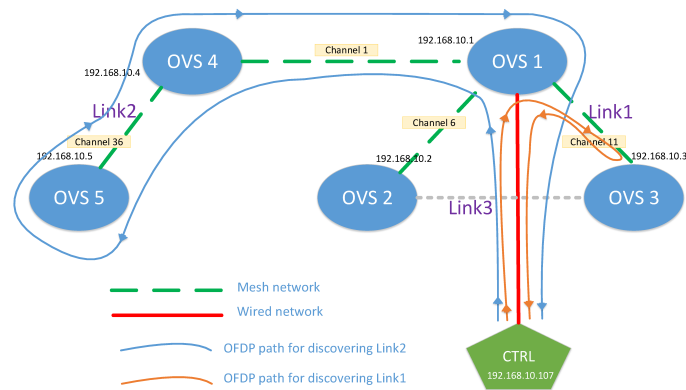 Channel 1
192.168.10.1
OVS 4
OVS 1
192.168.10.4
Link2
Link1
Channel 6
Channel 36
Channel 11
192.168.10.5
192.168.10.2
192.168.10.3
OVS 5
OVS 2
OVS 3
Link3
Mesh network
Wired network
OFDP path for discovering Link2
CTRL
192.168.10.107
OFDP path for discovering Link1